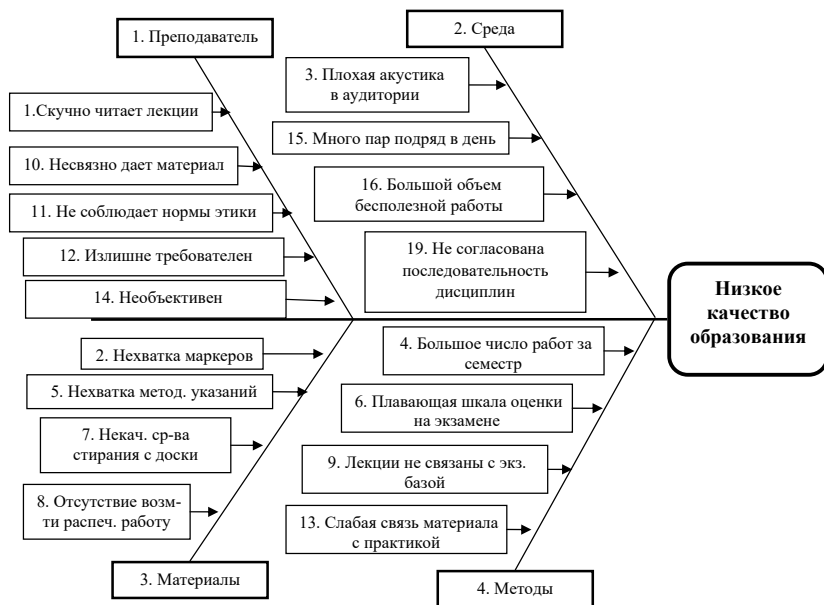 1. Преподаватель
1.Скучно читает лекции
10. Несвязно дает материал
11. Не соблюдает нормы этики
12. Излишне требователен
14. Необъективен
2. Среда
3. Плохая акустика
в аудитории
15. Много пар подряд в день
16. Большой объем
бесполезной работы
19. Не согласована
последовательность
дисциплин
Низкое
качество
образования
2. Нехватка маркеров
5. Нехватка метод. указаний
7. Некач. ср-ва
стирания с доски
8. Отсутствие возм-
ти распеч. работу
3. Материалы
4. Большое число работ за
семестр
6. Плавающая шкала оценки
на экзамене
9. Лекции не связаны с экз.
базой
13. Слабая связь материала
с практикой
4. Методы